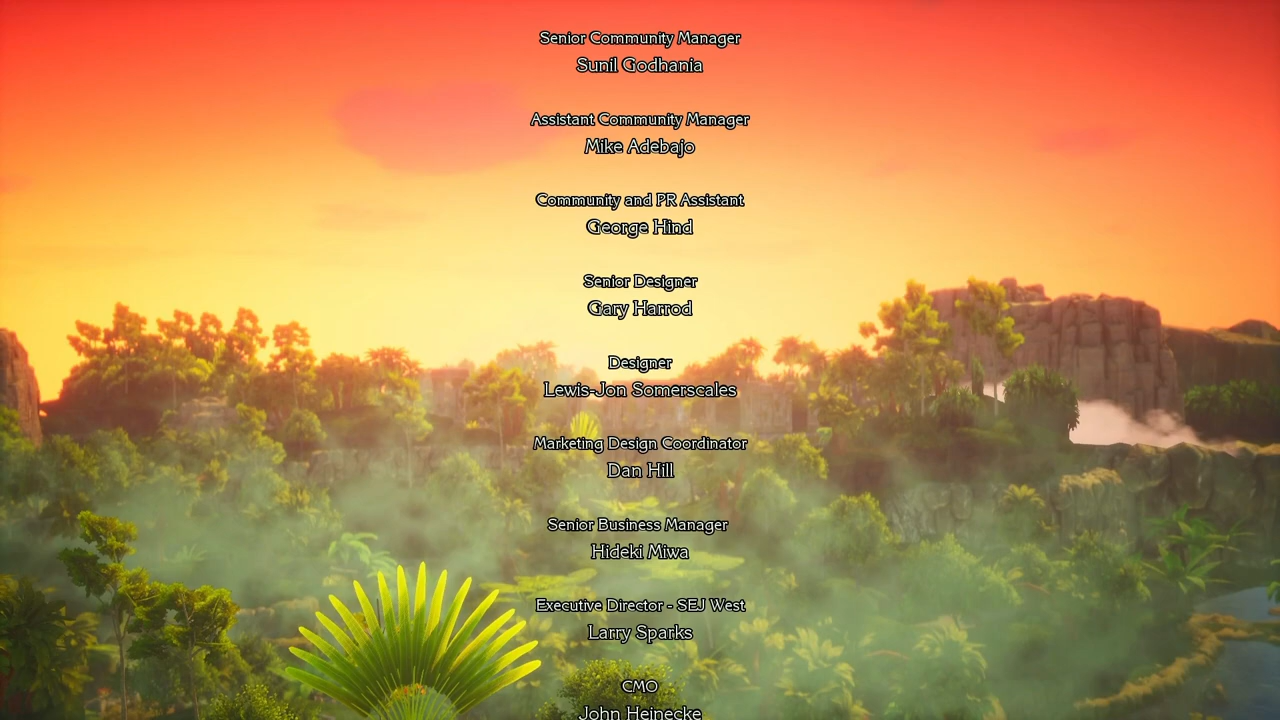 Senior Community Manager
Sunil Godhania
Assistant Community Manager
Mike Adebajo
Community and PR Assistant
George Hind
Senior Designer
Gary Harrod
Designer
Lewis-Jon Somerscales
Marketing Design Coordinator
Dan Hill
Senior Business Manager
Hideki Miwa
Executive Director - SEJ West
Larry Sparks
CMO
John Heinecke